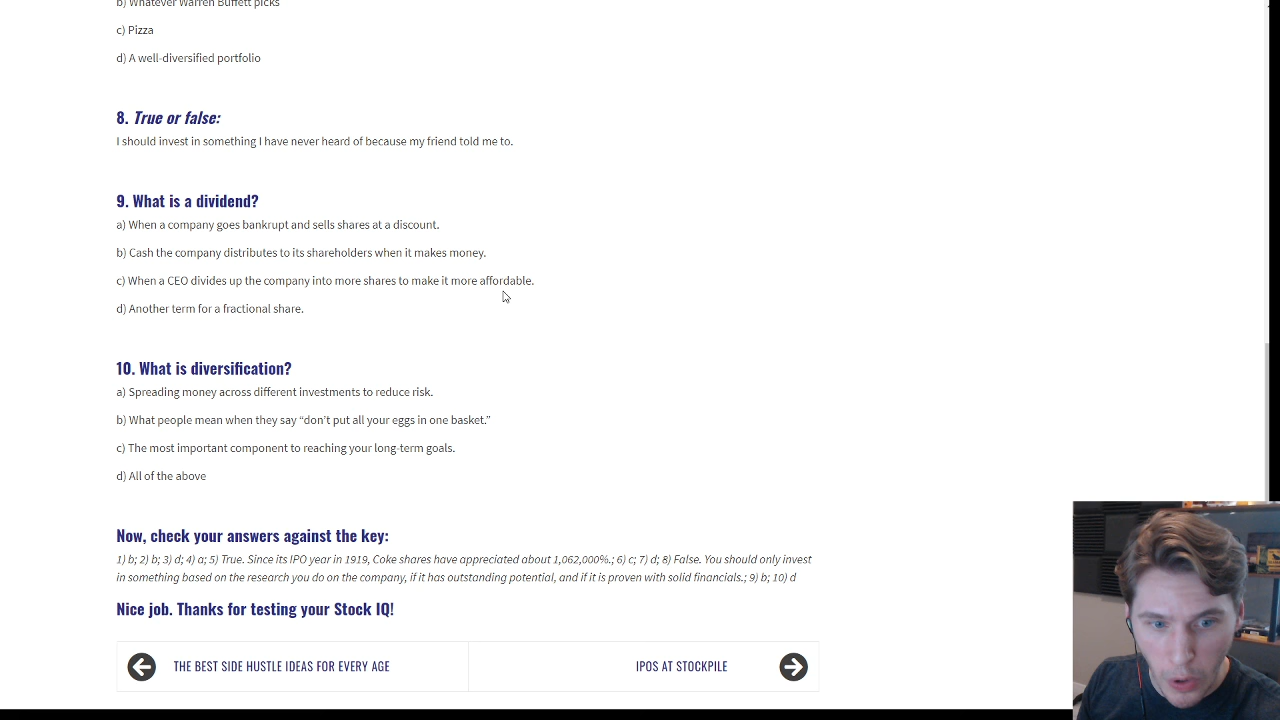 b) Whatever Warren Buffett picks
c) Pizza
d) A well-diversified portfolio
8. True or false:
I should invest in something I have never heard of because my friend told me to.
9. What is a dividend?
a) When a company goes bankrupt and sells shares at a discount.
b) Cash the company distributes to its shareholders when it makes money.
c) When a CEO divides up the company into more shares to make it more affordable.
d) Another term for a fractional share.
10. What is diversification?
a) Spreading money across different investments to reduce risk.
b) What people mean when they say “don’t put all your eggs in one basket.”
c) The most important component to reaching your long-term goals.
d) All of the above
Now, check your answers against the key:
1) b; 2) b; 3) d; 4) a; 5) True. Since its IPO year in 1919, Coke shares have appreciated about 1,062,000%.; 6) c; 7) d; 8) False. You should only invest
in something based on the research you do on the company, if it has outstanding potential, and if it is proven with solid financials.; 9) b; 10) d
Nice job. Thanks for testing your Stock IQ!
THE BEST SIDE HUSTLE IDEAS FOR EVERY AGE
IPOS AT STOCKPILE